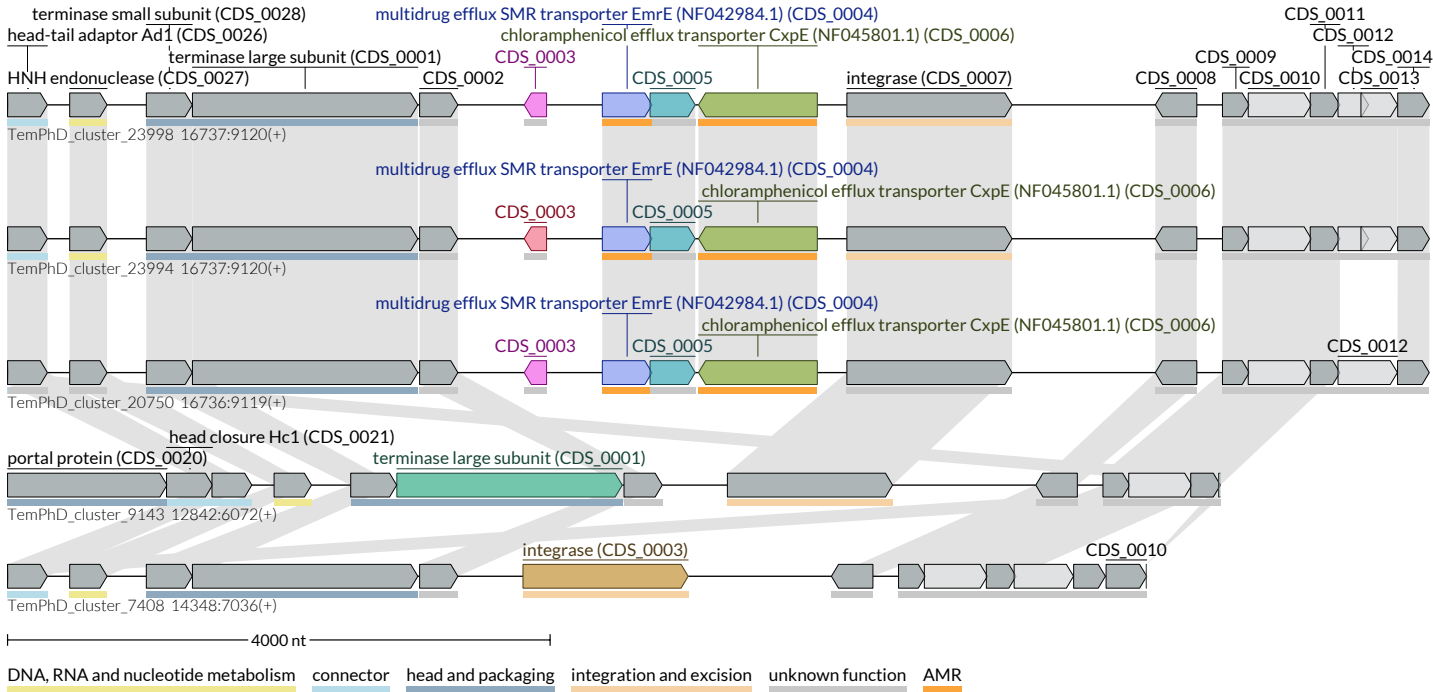 terminase small subunit (CDS_0028)
multidrug efflux SMR transporter EmrE (NF042984.1) (CDS_0004)
CDS_0011
head-tail adaptor Ad1 (CDS_0026)
chloramphenicol efflux transporter CxpE (NF045801.1) (CDS_0006)
CDS_0012
terminase large subunit (CDS_0001)
CDS_0003
CDS_0009
CDS_0014
HNH endonuclease (CDS_0027)
CDS_0002
CDS_0005
integrase (CDS_0007)
CDS_0008
CDS_0010
CDS_0013
TemPhD_cluster_23998 16737:9120(+)
multidrug efflux SMR transporter EmrE (NF042984.1) (CDS_0004)
chloramphenicol efflux transporter CxpE (NF045801.1) (CDS_0006)
CDS_0003
CDS_0005
TemPhD_cluster_23994 16737:9120(+)
multidrug efflux SMR transporter EmrE (NF042984.1) (CDS_0004)
chloramphenicol efflux transporter CxpE (NF045801.1) (CDS_0006)
CDS_0003
CDS_0005
CDS_0012
TemPhD_cluster_20750 16736:9119(+)
head closure Hc1 (CDS_0021)
portal protein (CDS_0020)
terminase large subunit (CDS_0001)
TemPhD_cluster_9143 12842:6072(+)
integrase (CDS_0003)
CDS_0010
TemPhD_cluster_7408 14348:7036(+)
4000 nt
DNA, RNA and nucleotide metabolism
connector
head and packaging
integration and excision
unknown function
AMR